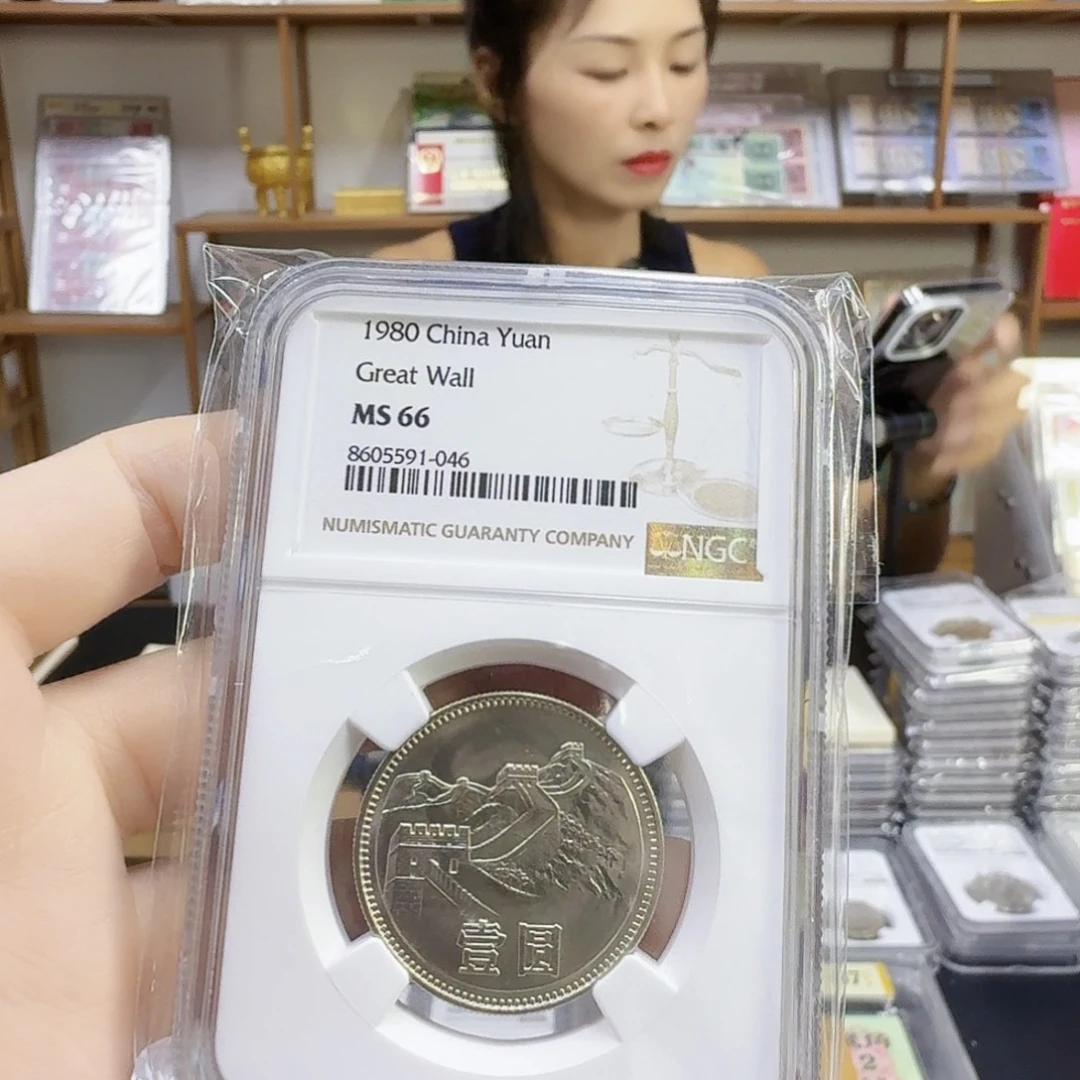 1980 China Yuan
Great Wall
MS 66
8605591-046
NUMISMATIC GUARANTY COMPANY
NGC
壹圆